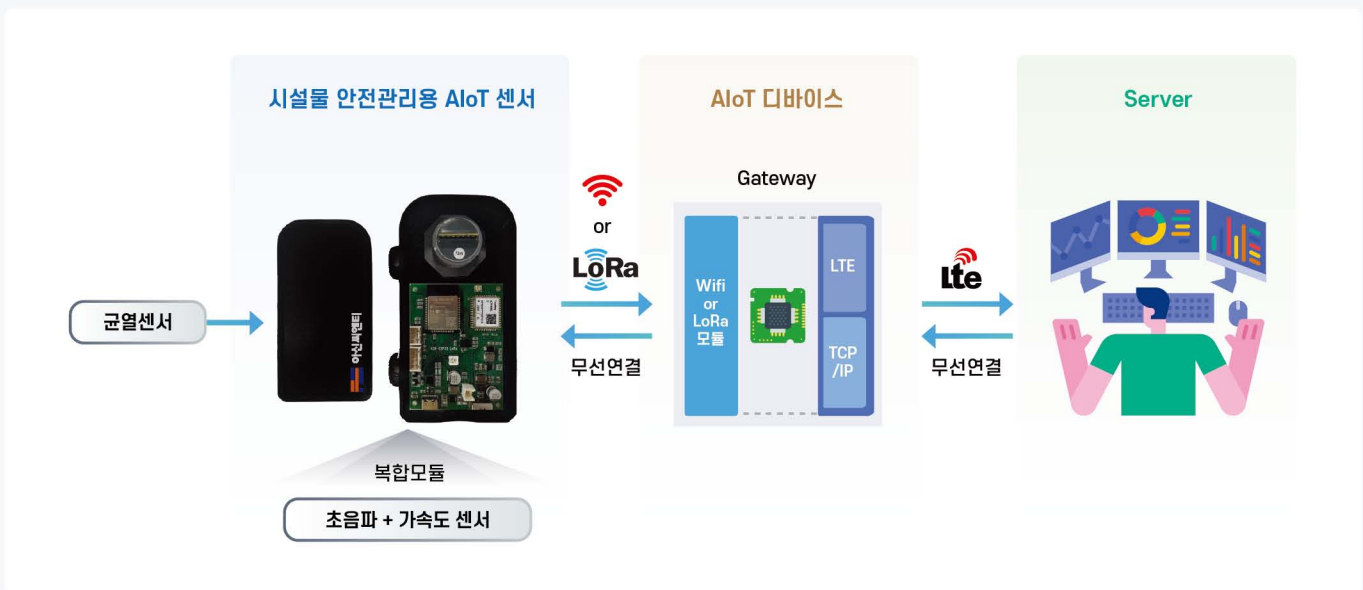 시설물 안전관리용 AIoT 센서
AIoT 디바이스
Server
Gateway
or
LoRa
LTE
Wifi
or
LoRa
모듈
Lte
균열센서
아신씨엔티
TCP
/IP
무선연결
무선연결
복합모듈
초음파 + 가속도 센서